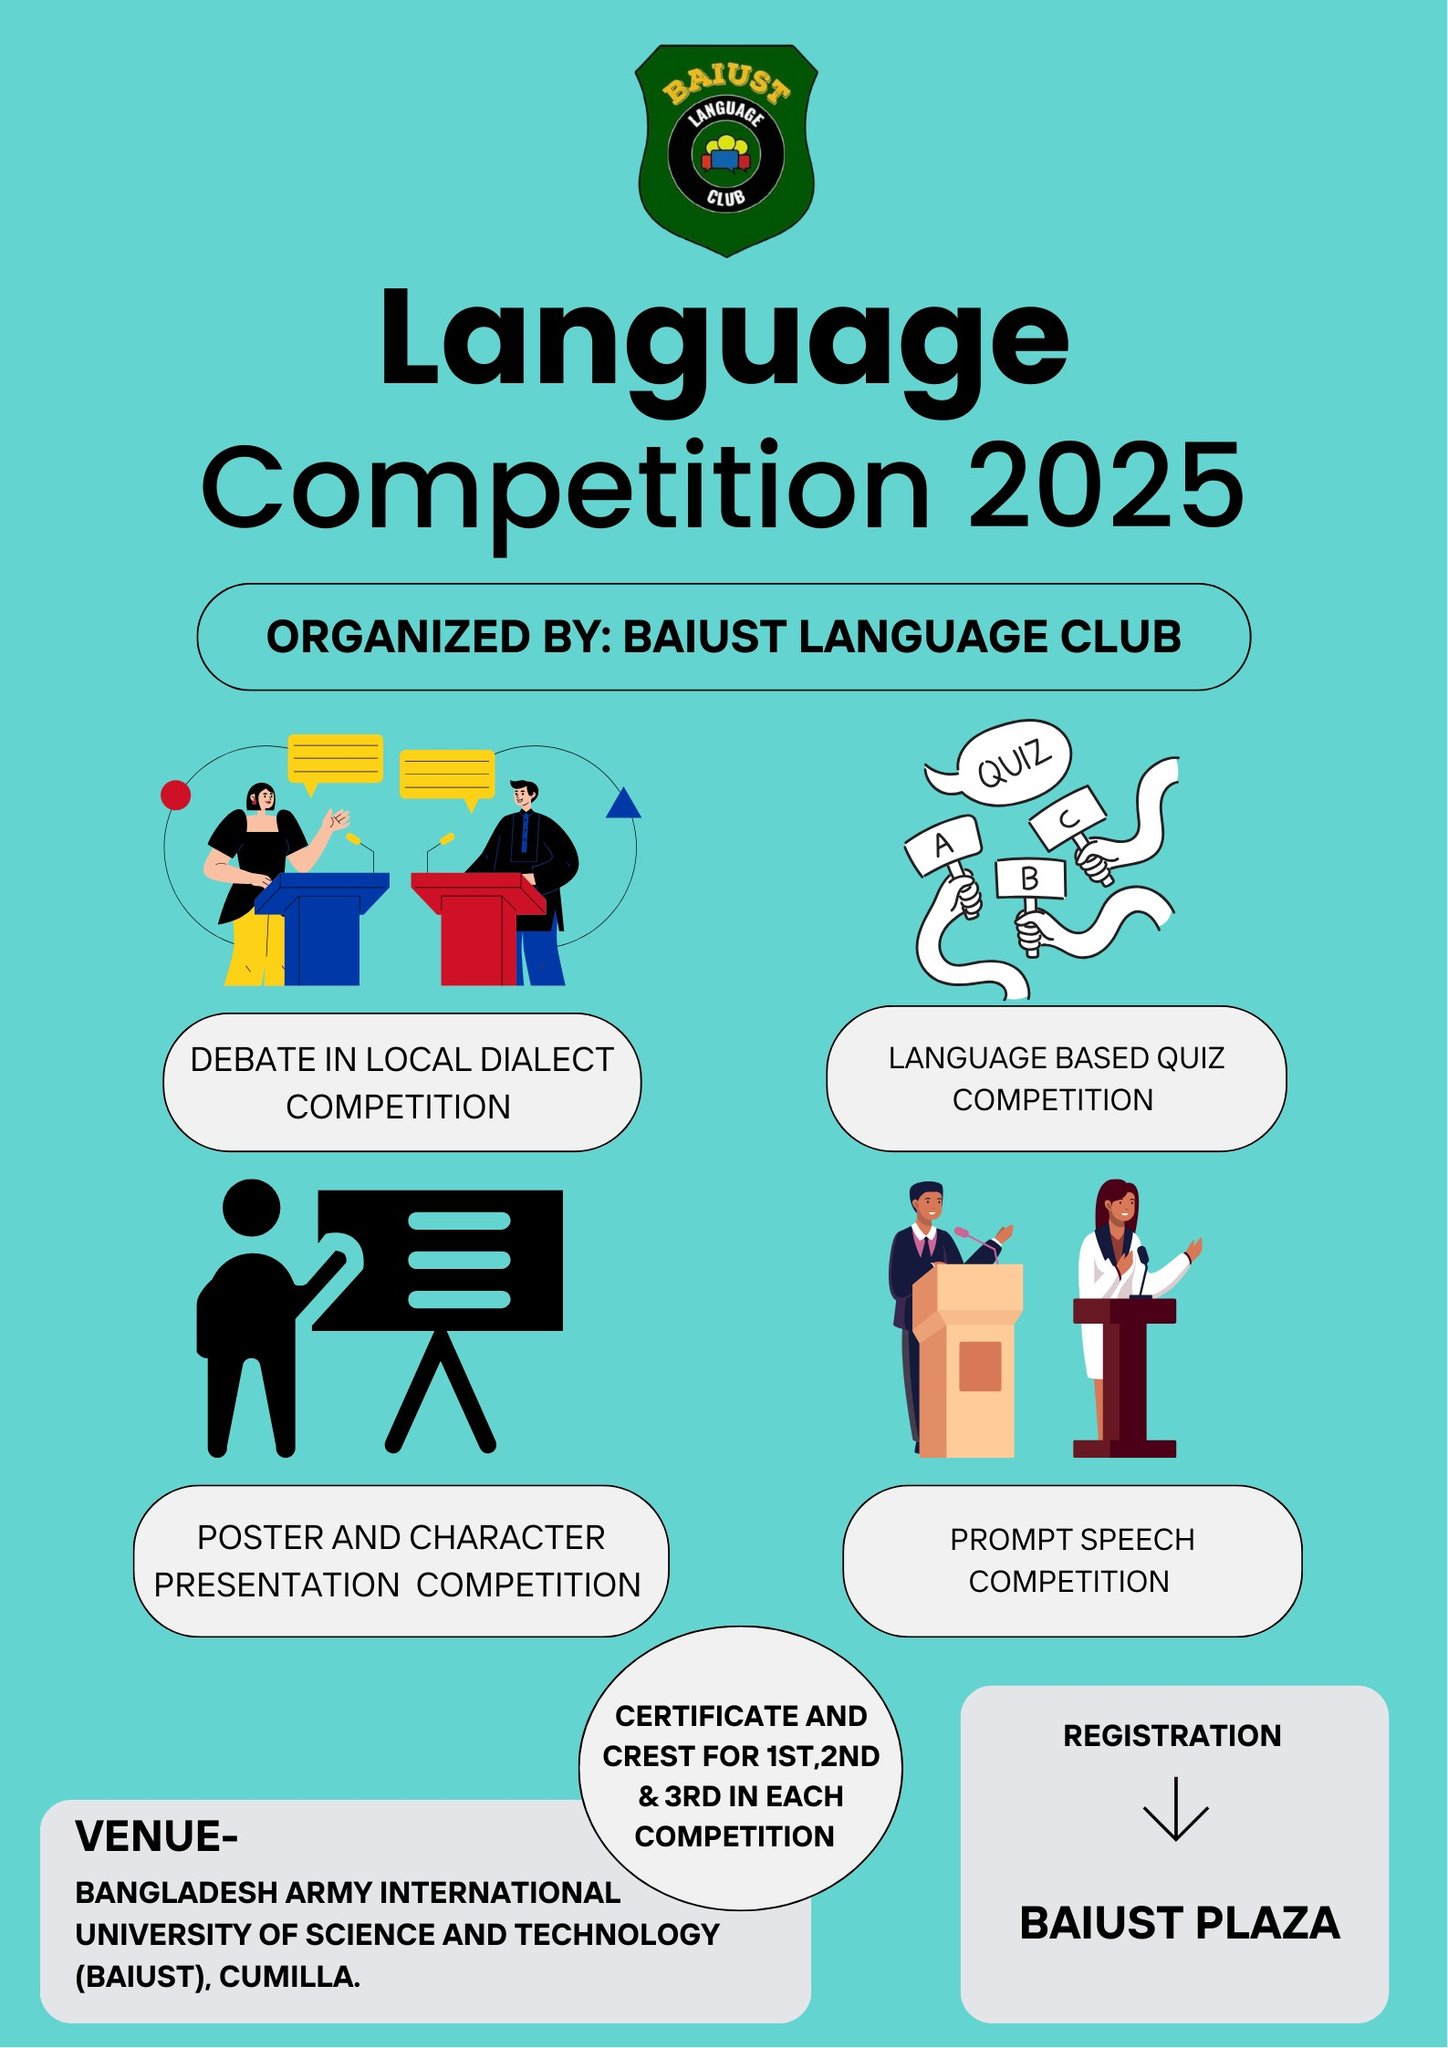 BAIUST
LANGUAGE
CLUB
Language
Competition 2025
ORGANIZED BY: BAIUST LANGUAGE CLUB
QUIZ
A
B
C
DEBATE IN LOCAL DIALECT
COMPETITION
LANGUAGE BASED QUIZ
COMPETITION
POSTER AND CHARACTER
PRESENTATION COMPETITION
PROMPT SPEECH
COMPETITION
CERTIFICATE AND
CREST FOR 1ST,2ND
& 3RD IN EACH
COMPETITION
VENUE-
BANGLADESH ARMY INTERNATIONAL
UNIVERSITY OF SCIENCE AND TECHNOLOGY
(BAIUST), CUMILLA.
REGISTRATION
BAIUST PLAZA